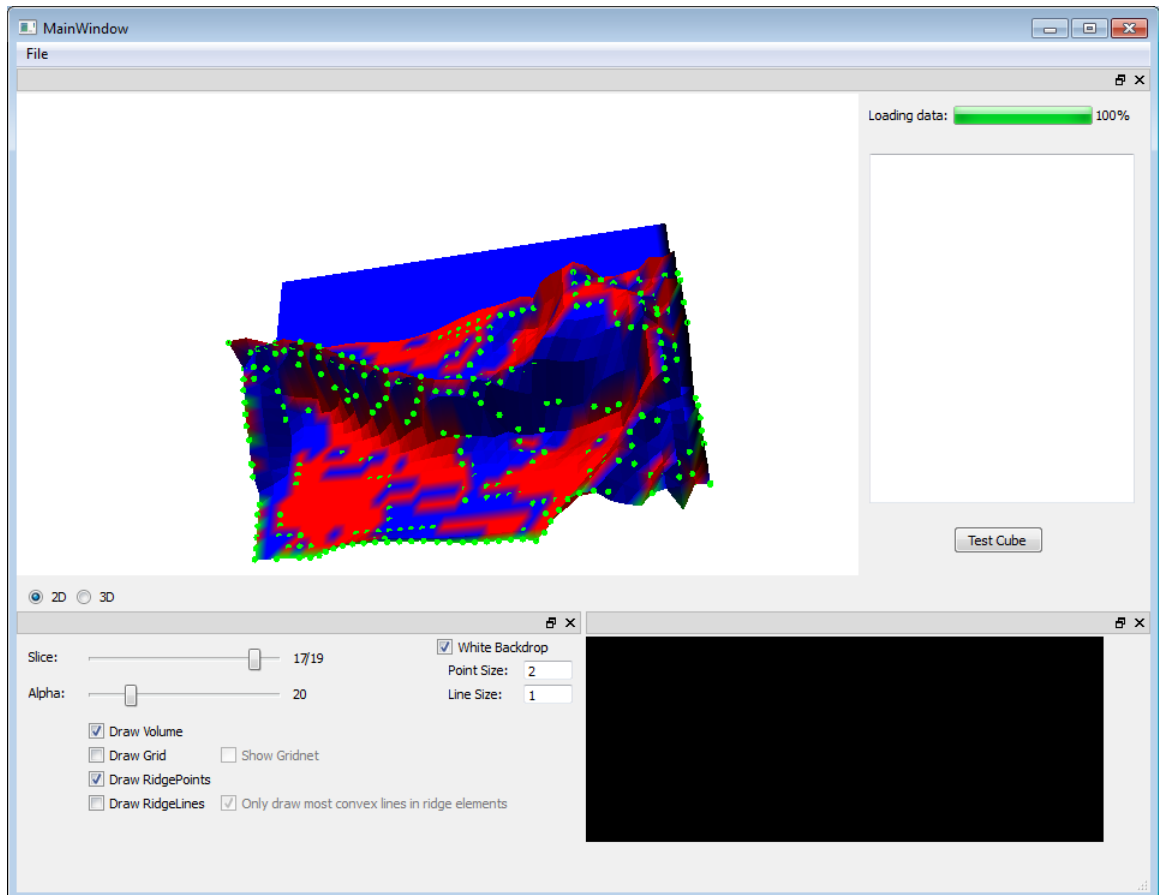 MainWindow
File
Loading data: 100%
Test Cube
2D 3D
Slice: 17/19
White Backdrop
Point Size: 2
Alpha: 20
Line Size: 1
Draw Volume
Draw Grid Show Gridnet
Draw RidgePoints
Draw RidgeLines Only draw most convex lines in ridge elements